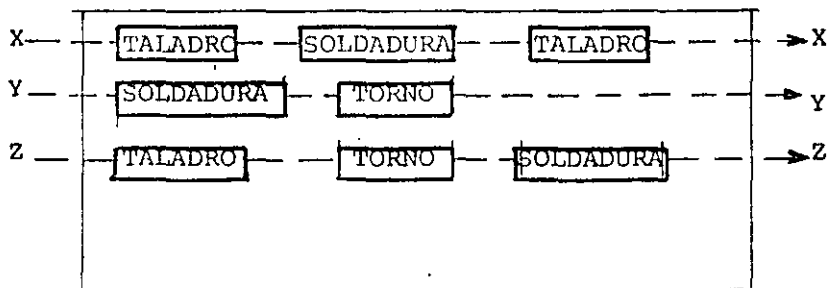 X TALADRO SOLDADURA TALADRO X
Y SOLDADURA TORNO Y
Z TALADRO TORNO SOLDADURA Z